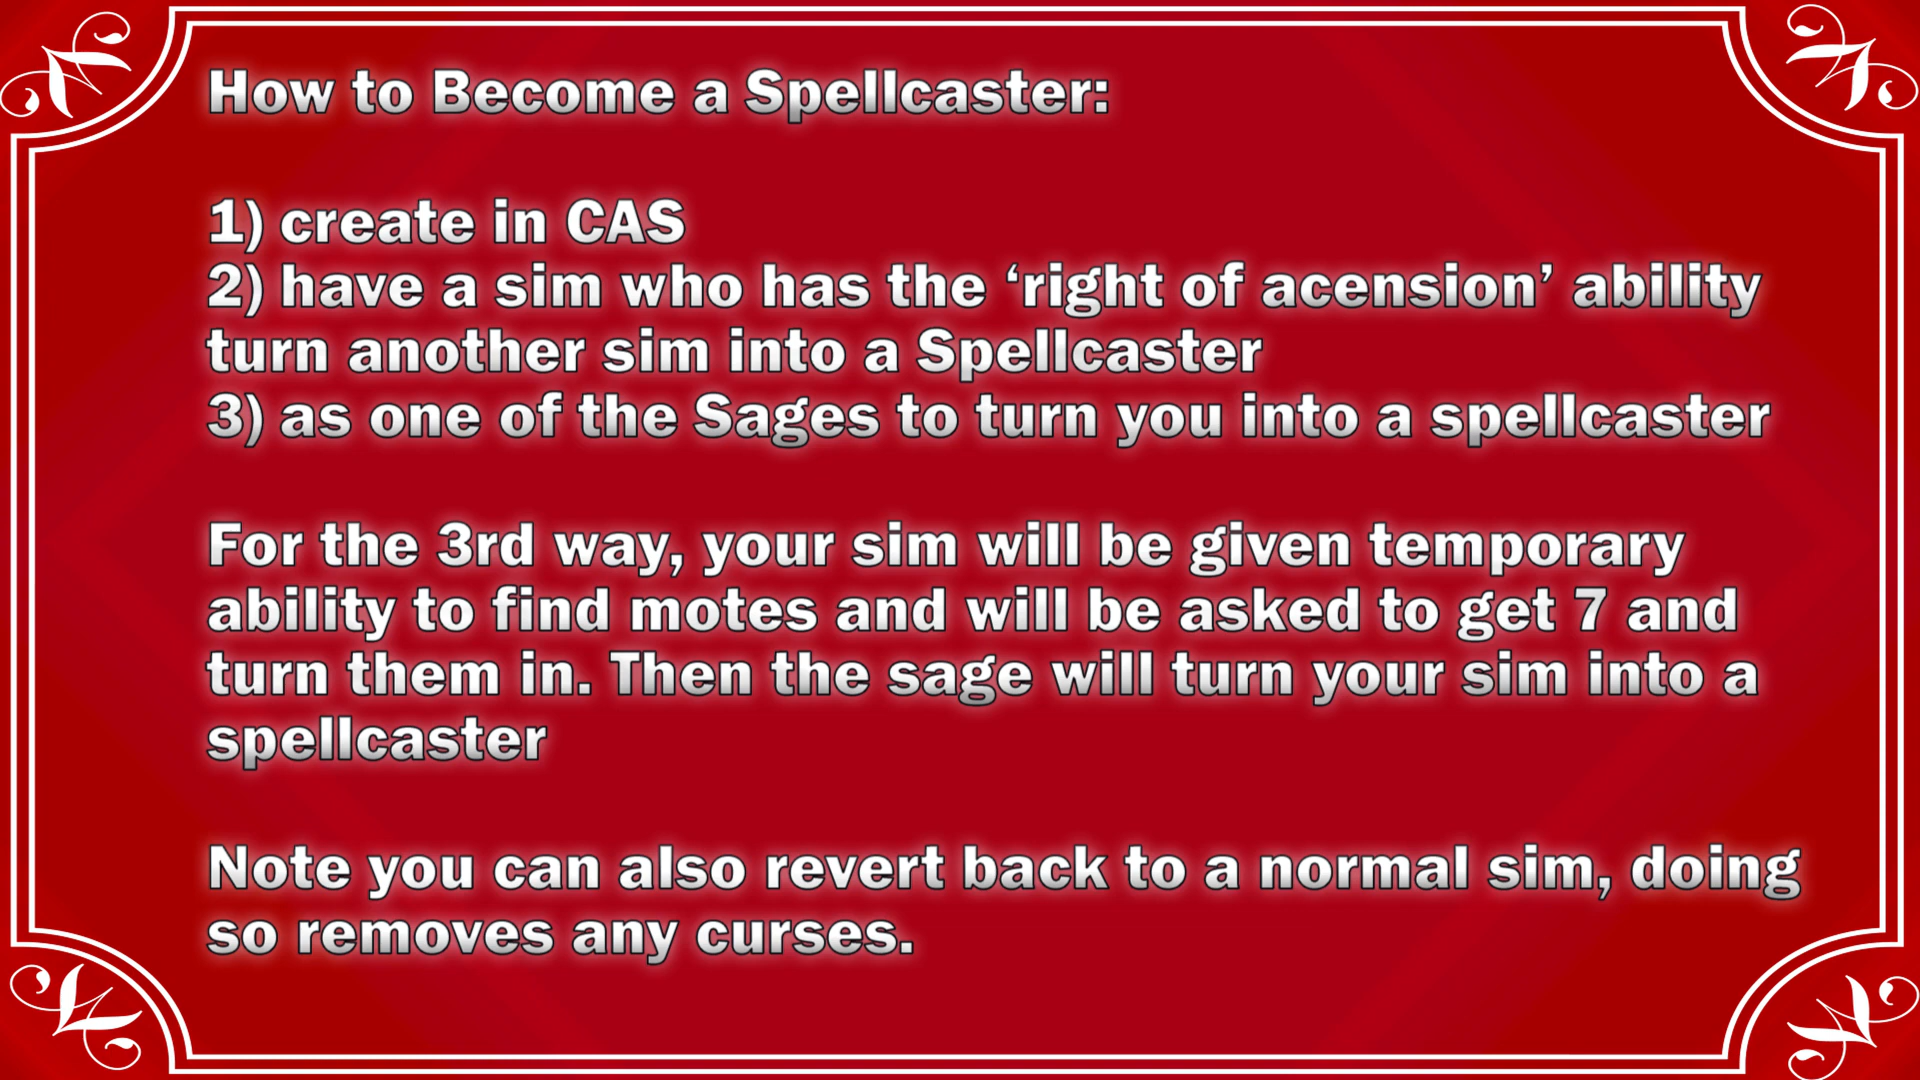 How to Become a Spellcaster:
1) create in CAS
2) have a sim who has the ‘right of acension’ ability
turn another sim into a Spellcaster
3) as one of the Sages to turn you into a spellcaster
For the 3rd way, your sim will be given temporary
ability to find motes and will be asked to get 7 and
turn them in. Then the sage will turn your sim into a
spellcaster
Note you can also revert back to a normal sim, doing
so removes any curses.